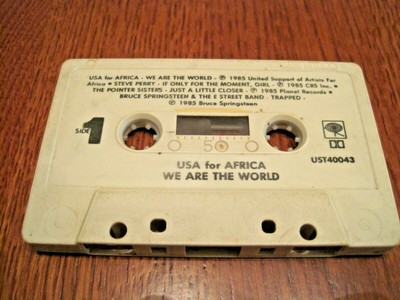 USA for AFRICA - WE ARE THE WORLD - ℗ 1985 United Support of Artists For
Africa • STEVE PERRY - IF ONLY FOR THE MOMENT, GIRL - ℗ 1985 CBS Inc. •
THE POINTER SISTERS - JUST A LITTLE CLOSER - ℗ 1985 Planet Records •
BRUCE SPRINGSTEEN & THE E STREET BAND - TRAPPED -
℗ 1985 Bruce Springsteen
SIDE 1
0 50
USA for AFRICA
WE ARE THE WORLD
UST40043